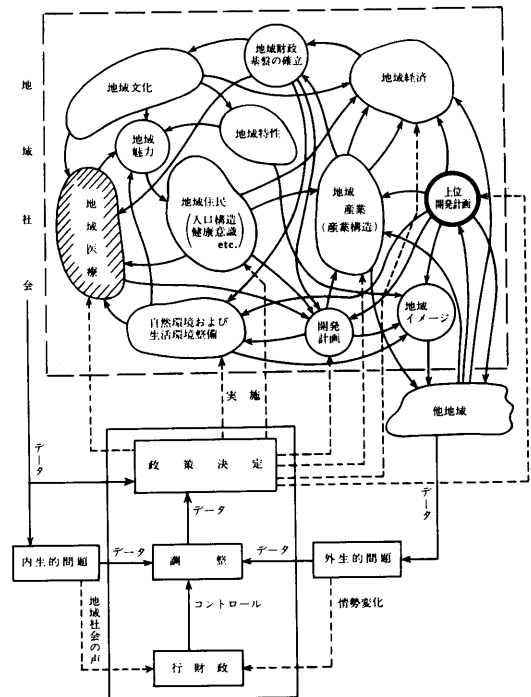 地域社会
地域財政
基盤の確立
地域文化
地域経済
地域
魅力
地域特性
地域医療
地域住民
(人口構造
健康意識
etc.)
地域
産業
(産業構造)
上位
開発計画
自然環境および
生活環境整備
開発
計画
地域
イメージ
他地域
実施
政策決定
データ
データ
データ
内生的問題
データ
調整
データ
外生的問題
地域社会の声
コントロール
情勢変化
行財政